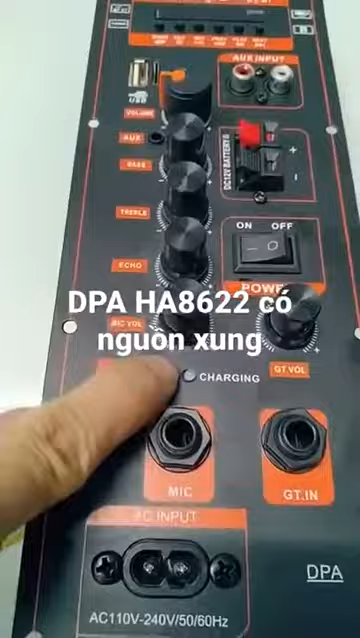 USB
AUX INPUT
VOLUME
AUX
BASS
DC12V BATTERY
+
-
TREBLE
ON OFF
ECHO
POWER
DPA HA8622 có
nguồn xung
MIC VOL
GT VOL
CHARGING
MIC
GT.IN
AC INPUT
AC110V-240V/50/60Hz
DPA